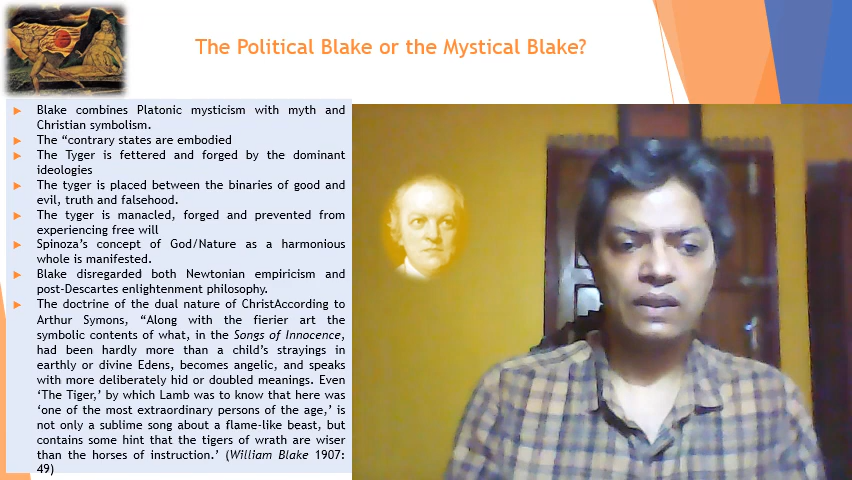 The Political Blake or the Mystical Blake?
Blake combines Platonic mysticism with myth and
Christian symbolism.
The “contrary states are embodied
The Tyger is fettered and forged by the dominant
ideologies
The tyger is placed between the binaries of good and
evil, truth and falsehood.
The tyger is manacled, forged and prevented from
experiencing free will
Spinoza’s concept of God/Nature as a harmonious
whole is manifested.
Blake disregarded both Newtonian empiricism and
post-Descartes enlightenment philosophy.
The doctrine of the dual nature of ChristAccording to
Arthur Symons, “Along with the fierier art the
symbolic contents of what, in the Songs of Innocence,
had been hardly more than a child’s strayings in
earthly or divine Edens, becomes angelic, and speaks
with more deliberately hid or doubled meanings. Even
‘The Tiger,’ by which Lamb was to know that here was
‘one of the most extraordinary persons of the age,’ is
not only a sublime song about a flame-like beast, but
contains some hint that the tigers of wrath are wiser
than the horses of instruction.’ (William Blake 1907:
49)